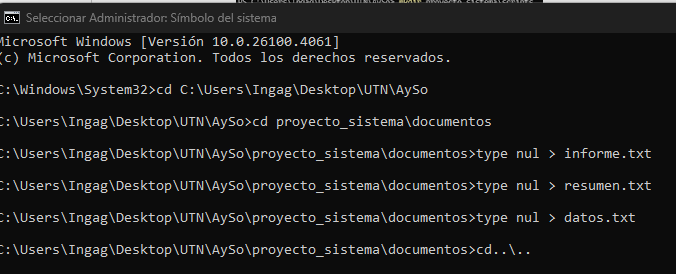 Seleccionar Administrador: Símbolo del sistema
Microsoft Windows [Versión 10.0.26100.4061]
(c) Microsoft Corporation. Todos los derechos reservados.
C:\Windows\System32>cd C:\Users\Ingag\Desktop\UTN\AySo
C:\Users\Ingag\Desktop\UTN\AySo>cd proyecto_sistema\documentos
C:\Users\Ingag\Desktop\UTN\AySo\proyecto_sistema\documentos>type nul > informe.txt
C:\Users\Ingag\Desktop\UTN\AySo\proyecto_sistema\documentos>type nul > resumen.txt
C:\Users\Ingag\Desktop\UTN\AySo\proyecto_sistema\documentos>type nul > datos.txt
C:\Users\Ingag\Desktop\UTN\AySo\proyecto_sistema\documentos>cd..\..